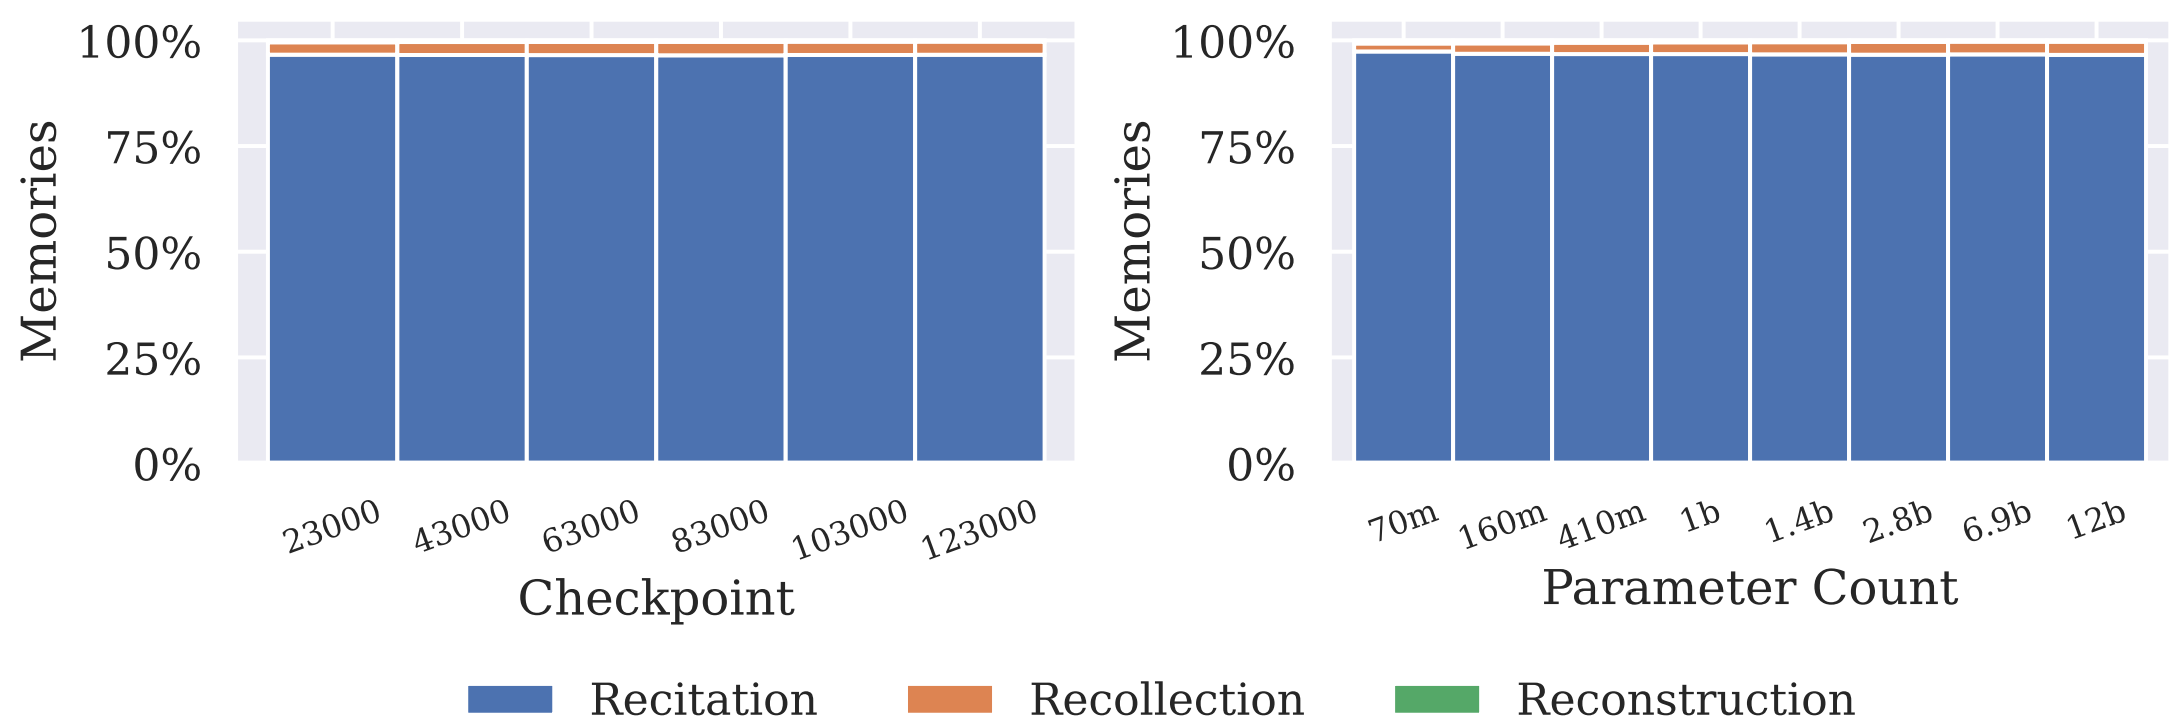 100%
75%
50%
25%
0%
Memories
23000
43000
63000
83000
103000
123000
Checkpoint
100%
75%
50%
25%
0%
Memories
70m
160m
410m
1b
1.4b
2.8b
6.9b
12b
Parameter Count
Recitation
Recollection
Reconstruction